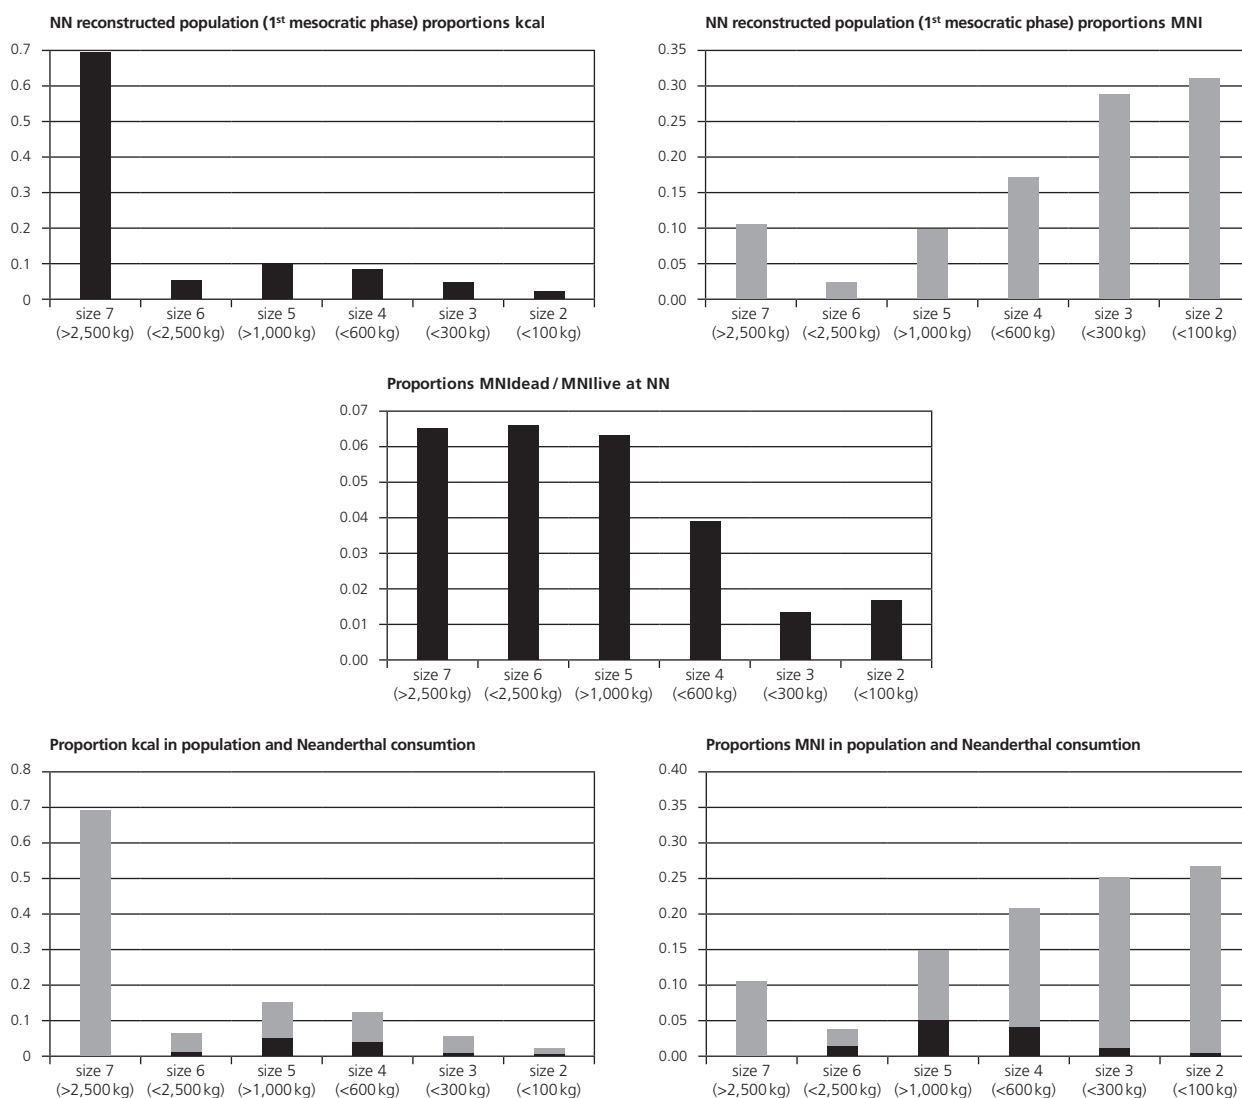 NN reconstructed population (1st mesocratic phase) proportions kcal
0.7
0.6
0.5
0.4
0.3
0.2
0.1
0
size 7 size 6 size 5 size 4 size 3 size 2
(>2,500 kg) (<2,500 kg) (>1,000 kg) (<600 kg) (<300 kg) (<100 kg)
NN reconstructed population (1st mesocratic phase) proportions MNI
0.35
0.30
0.25
0.20
0.15
0.10
0.05
0.00
size 7 size 6 size 5 size 4 size 3 size 2
(>2,500 kg) (<2,500 kg) (>1,000 kg) (<600 kg) (<300 kg) (<100 kg)
Proportions MNIdead / MNIlive at NN
0.07
0.06
0.05
0.04
0.03
0.02
0.01
0.00
size 7 size 6 size 5 size 4 size 3 size 2
(>2,500 kg) (<2,500 kg) (>1,000 kg) (<600 kg) (<300 kg) (<100 kg)
Proportion kcal in population and Neanderthal consumtion
0.8
0.7
0.6
0.5
0.4
0.3
0.2
0.1
0
size 7 size 6 size 5 size 4 size 3 size 2
(>2,500 kg) (<2,500 kg) (>1,000 kg) (<600 kg) (<300 kg) (<100 kg)
Proportions MNI in population and Neanderthal consumtion
0.40
0.35
0.30
0.25
0.20
0.15
0.10
0.05
0.00
size 7 size 6 size 5 size 4 size 3 size 2
(>2,500 kg) (<2,500 kg) (>1,000 kg) (<600 kg) (<300 kg) (<100 kg)